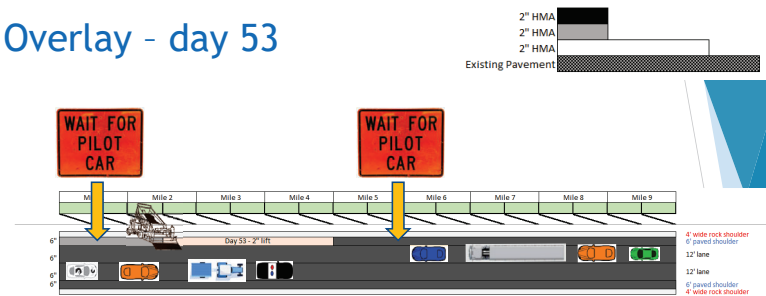 Overlay – day 53
2" HMA
2" HMA
2" HMA
Existing Pavement
WAIT FOR
PILOT
CAR
WAIT FOR
PILOT
CAR
Mile 2 Mile 3 Mile 4 Mile 5 Mile 6 Mile 7 Mile 8 Mile 9
6"
Day 53 - 2" lift
6"
6"
6"
4' wide rock shoulder
6' paved shoulder
12' lane
12' lane
6' paved shoulder
4' wide rock shoulder